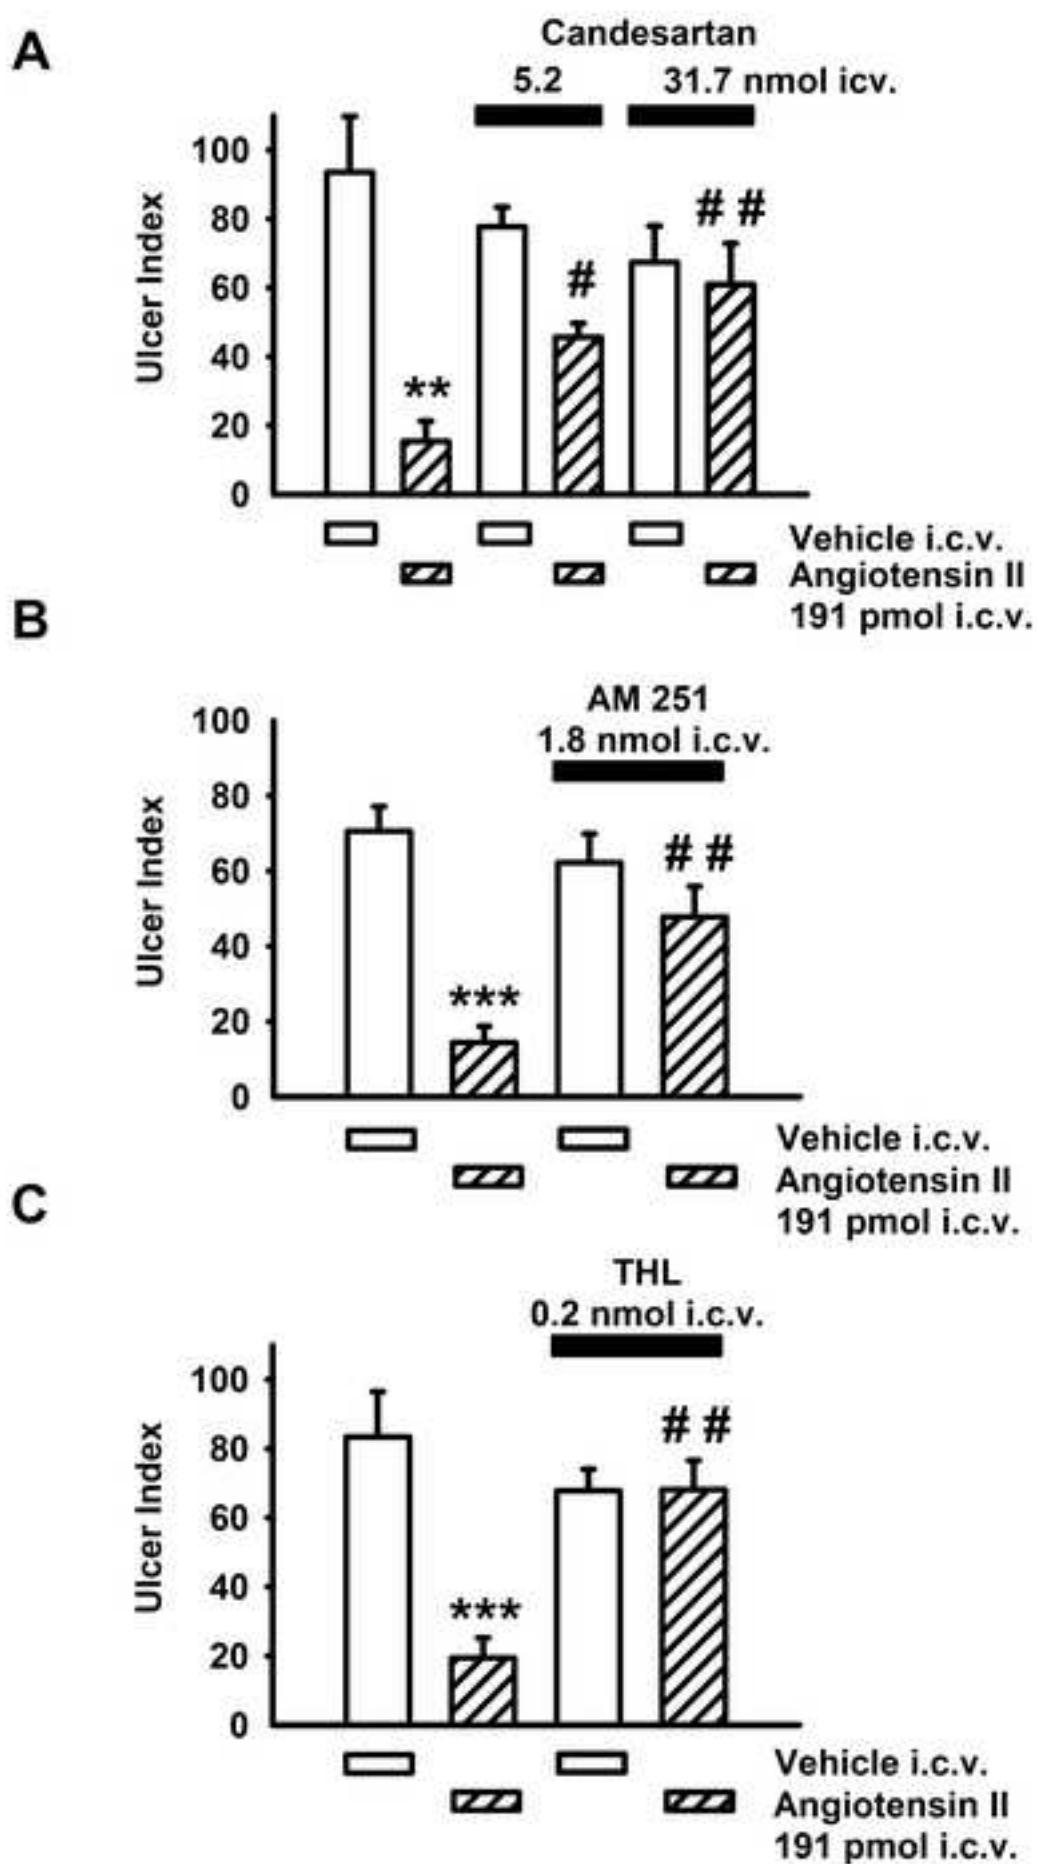 A
Candesartan
5.2 31.7 nmol icv.
100
80
60
40
20
0
Ulcer Index
**
#
# #
Vehicle i.c.v.
Angiotensin II
191 pmol i.c.v.
B
AM 251
1.8 nmol i.c.v.
100
80
60
40
20
0
Ulcer Index
***
# #
Vehicle i.c.v.
Angiotensin II
191 pmol i.c.v.
C
THL
0.2 nmol i.c.v.
100
80
60
40
20
0
Ulcer Index
***
# #
Vehicle i.c.v.
Angiotensin II
191 pmol i.c.v.